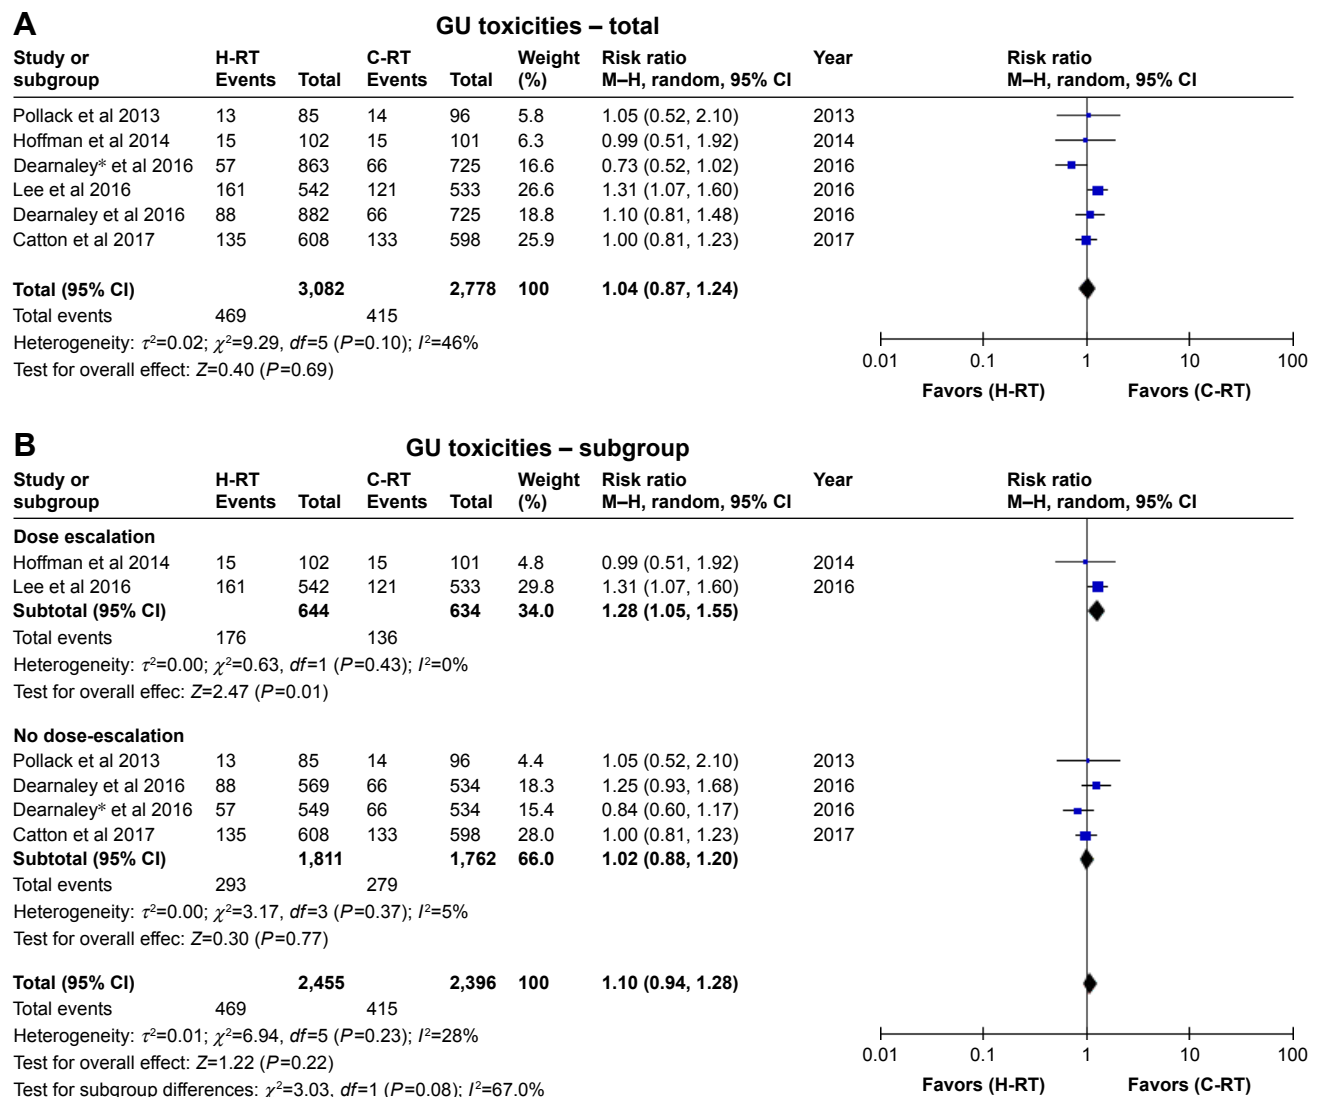 A
GU toxicities – total
Study or subgroup H-RT Events Total C-RT Events Total Weight (%) Risk ratio M–H, random, 95% CI Year Risk ratio M–H, random, 95% CI
Pollack et al 2013 13 85 14 96 5.8 1.05 (0.52, 2.10) 2013
Hoffman et al 2014 15 102 15 101 6.3 0.99 (0.51, 1.92) 2014
Dearnaley* et al 2016 57 863 66 725 16.6 0.73 (0.52, 1.02) 2016
Lee et al 2016 161 542 121 533 26.6 1.31 (1.07, 1.60) 2016
Dearnaley et al 2016 88 882 66 725 18.8 1.10 (0.81, 1.48) 2016
Catton et al 2017 135 608 133 598 25.9 1.00 (0.81, 1.23) 2017
Total (95% CI) 3,082 2,778 100 1.04 (0.87, 1.24)
Total events 469 415
Heterogeneity: τ²=0.02; χ²=9.29, df=5 (P=0.10); I²=46%
Test for overall effect: Z=0.40 (P=0.69)
0.01 0.1 1 10 100
Favors (H-RT) Favors (C-RT)
B
GU toxicities – subgroup
Study or subgroup H-RT Events Total C-RT Events Total Weight (%) Risk ratio M–H, random, 95% CI Year Risk ratio M–H, random, 95% CI
Dose escalation
Hoffman et al 2014 15 102 15 101 4.8 0.99 (0.51, 1.92) 2014
Lee et al 2016 161 542 121 533 29.8 1.31 (1.07, 1.60) 2016
Subtotal (95% CI) 644 634 34.0 1.28 (1.05, 1.55)
Total events 176 136
Heterogeneity: τ²=0.00; χ²=0.63, df=1 (P=0.43); I²=0%
Test for overall effec: Z=2.47 (P=0.01)
No dose-escalation
Pollack et al 2013 13 85 14 96 4.4 1.05 (0.52, 2.10) 2013
Dearnaley et al 2016 88 569 66 534 18.3 1.25 (0.93, 1.68) 2016
Dearnaley* et al 2016 57 549 66 534 15.4 0.84 (0.60, 1.17) 2016
Catton et al 2017 135 608 133 598 28.0 1.00 (0.81, 1.23) 2017
Subtotal (95% CI) 1,811 1,762 66.0 1.02 (0.88, 1.20)
Total events 293 279
Heterogeneity: τ²=0.00; χ²=3.17, df=3 (P=0.37); I²=5%
Test for overall effec: Z=0.30 (P=0.77)
Total (95% CI) 2,455 2,396 100 1.10 (0.94, 1.28)
Total events 469 415
Heterogeneity: τ²=0.01; χ²=6.94, df=5 (P=0.23); I²=28%
Test for overall effect: Z=1.22 (P=0.22)
Test for subgroup differences: χ²=3.03, df=1 (P=0.08); I²=67.0%
0.01 0.1 1 10 100
Favors (H-RT) Favors (C-RT)